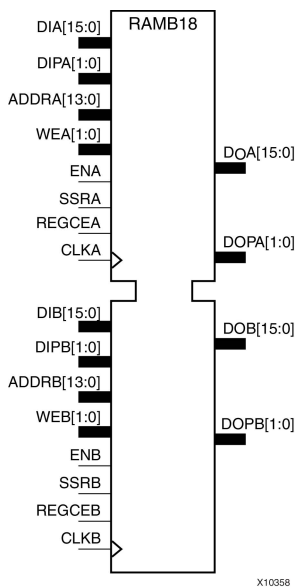 RAMB18
DIA[15:0]
DIPA[1:0]
ADDRA[13:0]
WEA[1:0]
ENA
SSRA
REGCEA
CLKA
DOA[15:0]
DOPA[1:0]
DIB[15:0]
DIPB[1:0]
ADDRB[13:0]
WEB[1:0]
ENB
SSRB
REGCEB
CLKB
DOB[15:0]
DOPB[1:0]
X10358